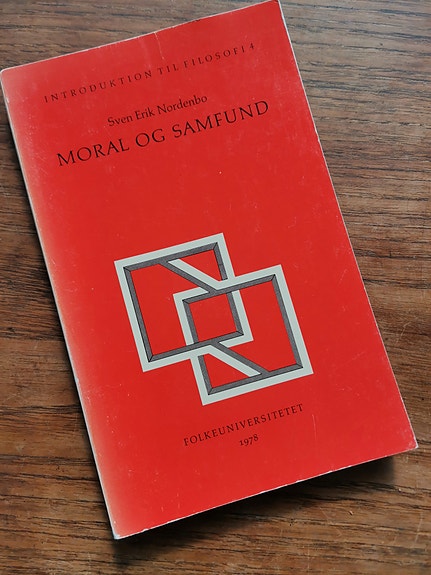 INTRODUKTION TIL FILOSOFI 4
Sven Erik Nordenbo
MORAL OG SAMFUND
FOLKEUNIVERSITETET
1978